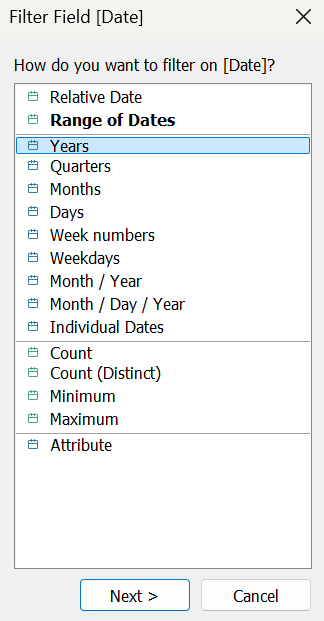 Filter Field [Date]
How do you want to filter on [Date]?
Relative Date
Range of Dates
Years
Quarters
Months
Days
Week numbers
Weekdays
Month / Year
Month / Day / Year
Individual Dates
Count
Count (Distinct)
Minimum
Maximum
Attribute
Next >
Cancel